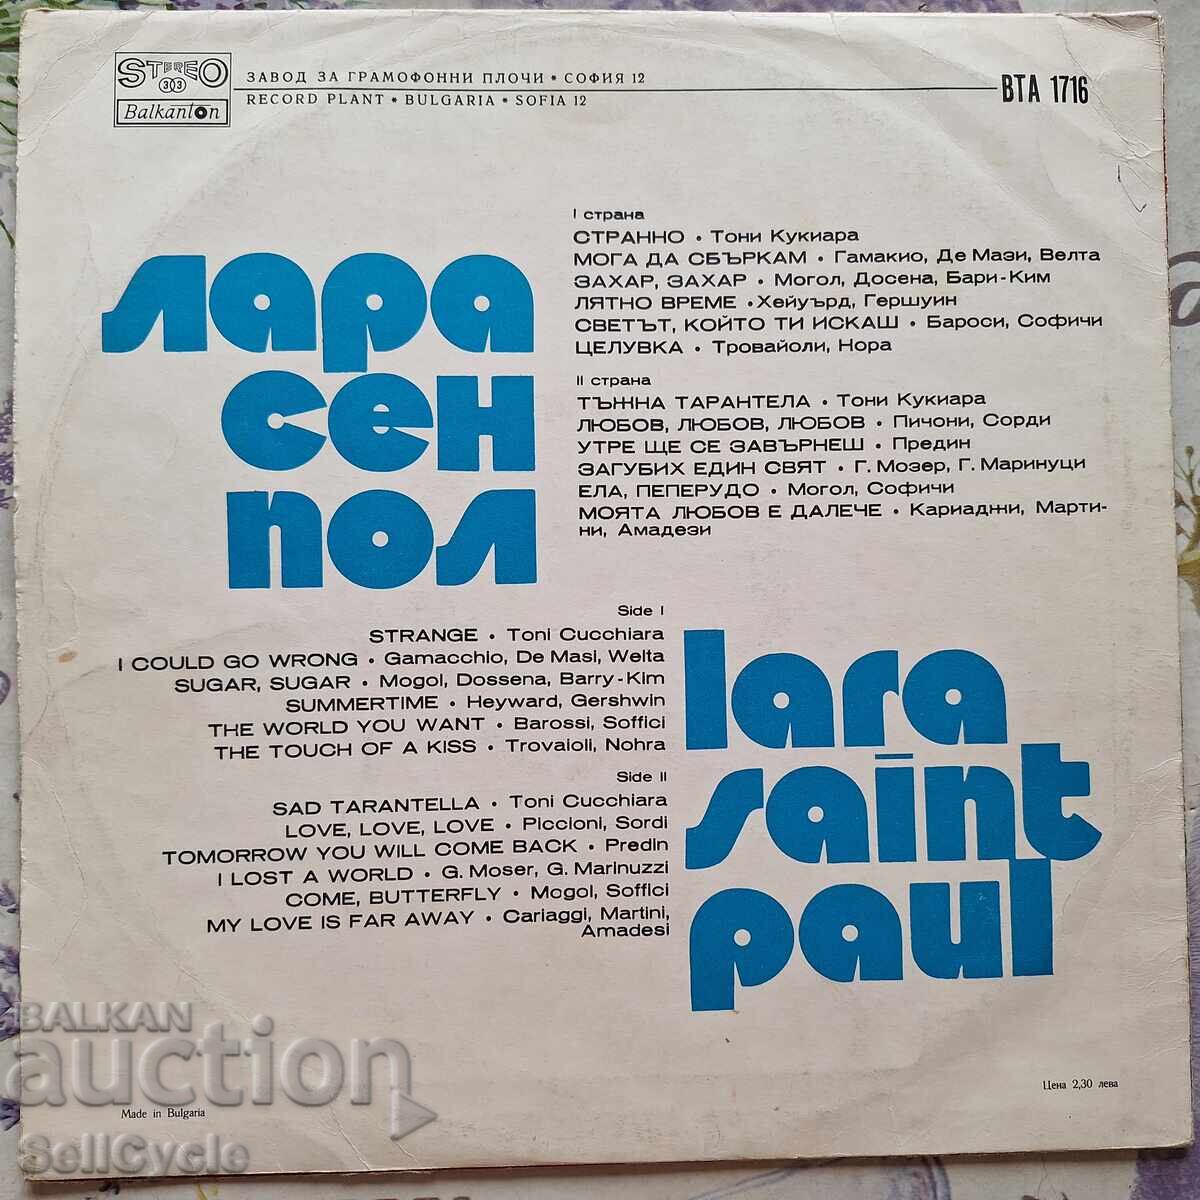 STEREO
33
Balkanton
ЗАВОД ЗА ГРАМОФОННИ ПЛОЧИ • СОФИЯ 12
RECORD PLANT • BULGARIA • SOFIA 12
ВТА 1716
лара
сен
пол
I страна
СТРАННО • Тони Кукиара
МОГА ДА СБЪРКАМ • Гамакио, Де Мази, Велта
ЗАХАР, ЗАХАР • Могол, Досена, Бари-Ким
ЛЯТНО ВРЕМЕ • Хейуърд, Гершуин
СВЕТЪТ, КОЙТО ТИ ИСКАШ • Бароси, Софичи
ЦЕЛУВКА • Тровайоли, Нора
II страна
ТЪЖНА ТАРАНТЕЛА • Тони Кукиара
ЛЮБОВ, ЛЮБОВ, ЛЮБОВ • Пичони, Сорди
УТРЕ ЩЕ СЕ ЗАВЪРНЕШ • Предин
ЗАГУБИХ ЕДИН СВЯТ • Г. Мозер, Г. Маринуци
ЕЛА, ПЕПЕРУДО • Могол, Софичи
МОЯТА ЛЮБОВ Е ДАЛЕЧЕ • Кариаджи, Марти-
ни, Амадези
Side I
STRANGE • Toni Cucchiara
I COULD GO WRONG • Gamacchio, De Masi, Welta
SUGAR, SUGAR • Mogol, Dossena, Barry-Kim
SUMMERTIME • Heyward, Gershwin
THE WORLD YOU WANT • Barossi, Soffici
THE TOUCH OF A KISS • Trovaioli, Nohra
Side II
SAD TARANTELLA • Toni Cucchiara
LOVE, LOVE, LOVE • Piccioni, Sordi
TOMORROW YOU WILL COME BACK • Predin
I LOST A WORLD • G. Moser, G. Marinuzzi
COME, BUTTERFLY • Mogol, Soffici
MY LOVE IS FAR AWAY • Cariaggi, Martini,
Amadesi
lara
saint
paul
BALKAN
auction
Цена 2,30 лева
Made in Bulgaria
SellCycle